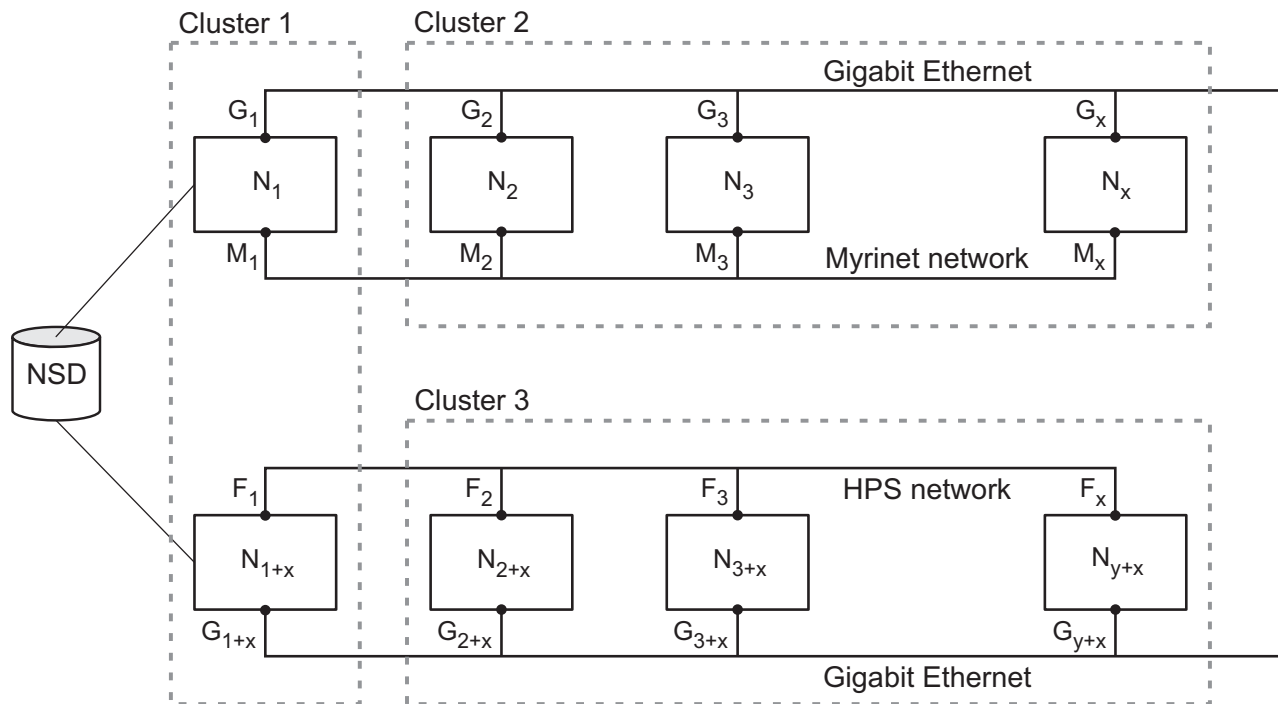 Cluster 1
Cluster 2
Gigabit Ethernet
G1 G2 G3 Gx
N1 N2 N3 Nx
M1 M2 M3 Myrinet network Mx
NSD
Cluster 3
F1 F2 F3 HPS network Fx
N1+x N2+x N3+x Ny+x
G1+x G2+x G3+x Gy+x
Gigabit Ethernet